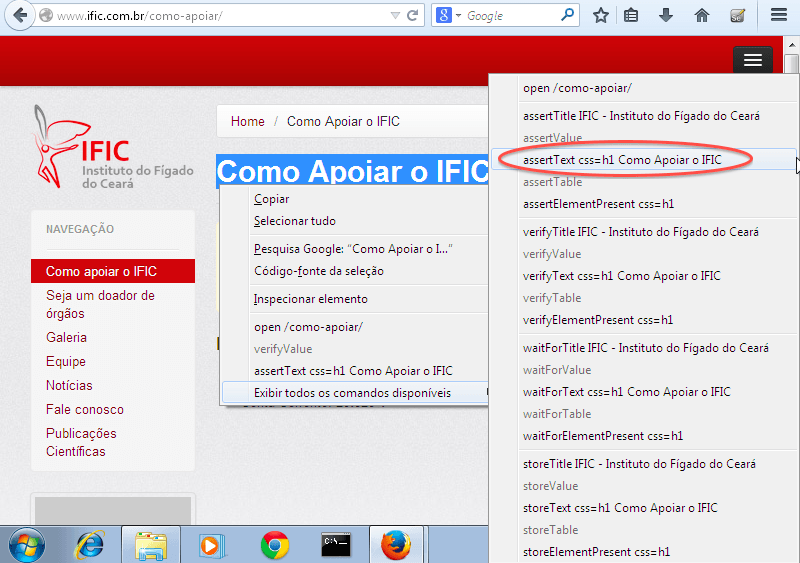 www.ific.com.br/como-apoiar/
Google
Home / Como Apoiar o IFIC
IFIC
Instituto do Fígado
do Ceará
Como Apoiar o IFIC
NAVEGAÇÃO
Como apoiar o IFIC
Seja um doador de
órgãos
Galeria
Equipe
Notícias
Fale conosco
Publicações
Científicas
Copiar
Selecionar tudo
Pesquisa Google: "Como Apoiar o I..."
Código-fonte da seleção
Inspecionar elemento
open /como-apoiar/
verifyValue
assertText css=h1 Como Apoiar o IFIC
Exibir todos os comandos disponíveis
open /como-apoiar/
assertTitle IFIC - Instituto do Fígado do Ceará
assertValue
assertText css=h1 Como Apoiar o IFIC
assertTable
assertElementPresent css=h1
verifyTitle IFIC - Instituto do Fígado do Ceará
verifyValue
verifyText css=h1 Como Apoiar o IFIC
verifyTable
verifyElementPresent css=h1
waitForTitle IFIC - Instituto do Fígado do Ceará
waitForValue
waitForText css=h1 Como Apoiar o IFIC
waitForTable
waitForElementPresent css=h1
storeTitle IFIC - Instituto do Fígado do Ceará
storeValue
storeText css=h1 Como Apoiar o IFIC
storeTable
storeElementPresent css=h1